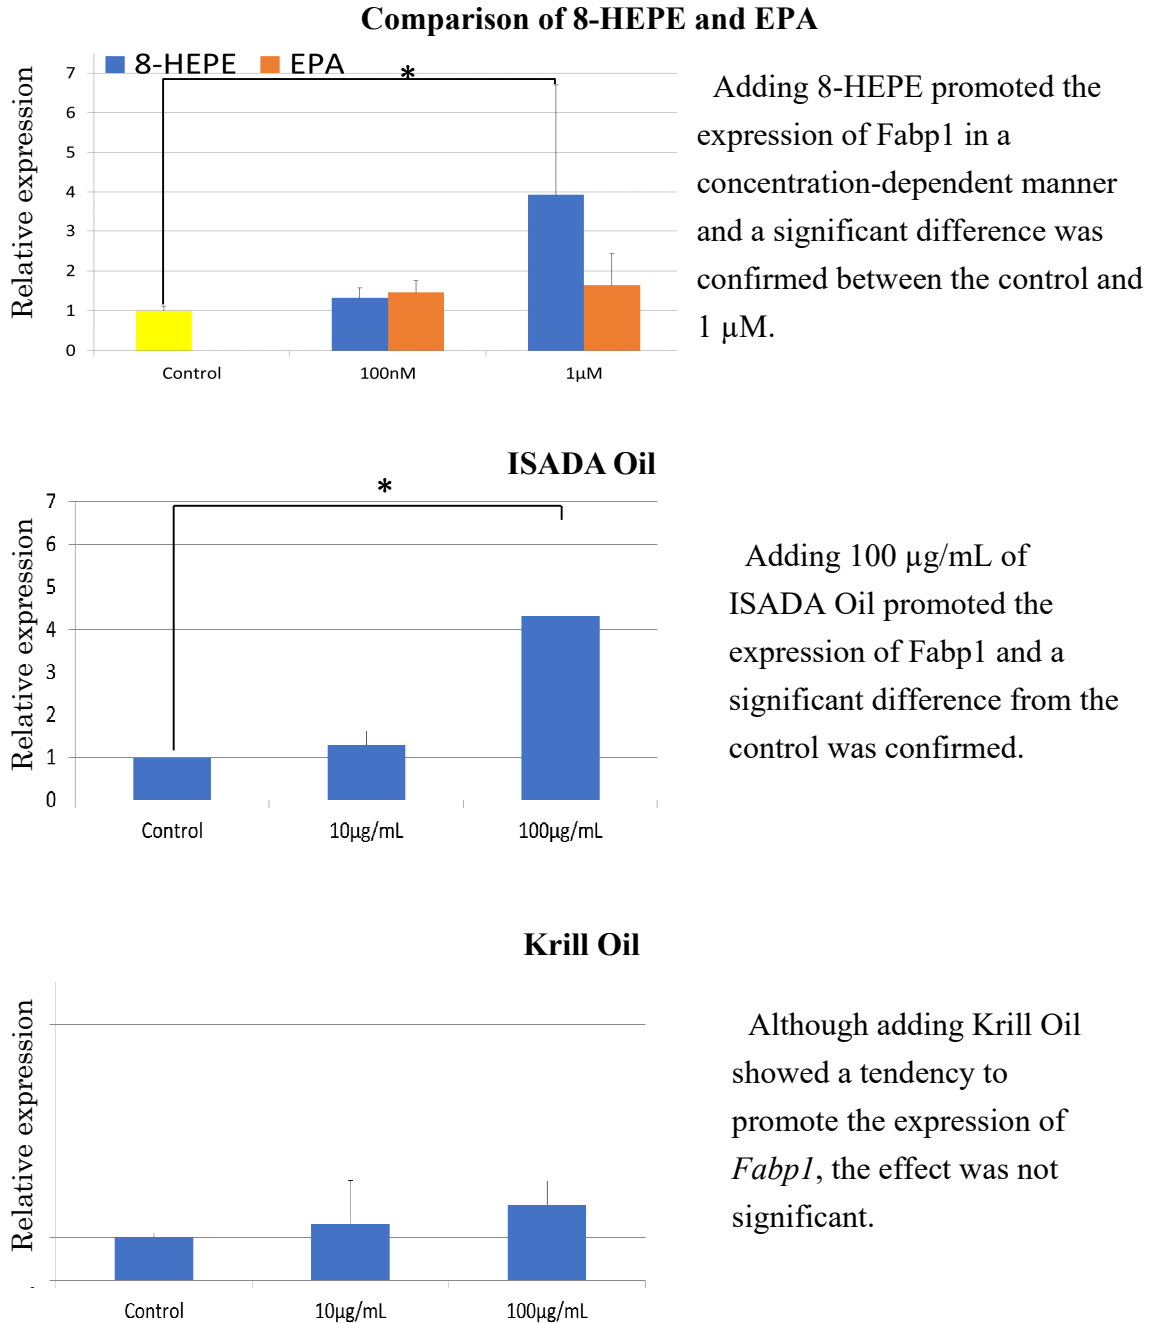 Comparison of 8-HEPE and EPA
8-HEPE EPA
*
Relative expression
7
6
5
4
3
2
1
0
Control 100nM 1µM
Adding 8-HEPE promoted the
expression of Fabp1 in a
concentration-dependent manner
and a significant difference was
confirmed between the control and
1 µM.
ISADA Oil
*
Relative expression
7
6
5
4
3
2
1
0
Control 10µg/mL 100µg/mL
Adding 100 µg/mL of
ISADA Oil promoted the
expression of Fabp1 and a
significant difference from the
control was confirmed.
Krill Oil
Relative expression
Control 10µg/mL 100µg/mL
Although adding Krill Oil
showed a tendency to
promote the expression of
Fabp1, the effect was not
significant.